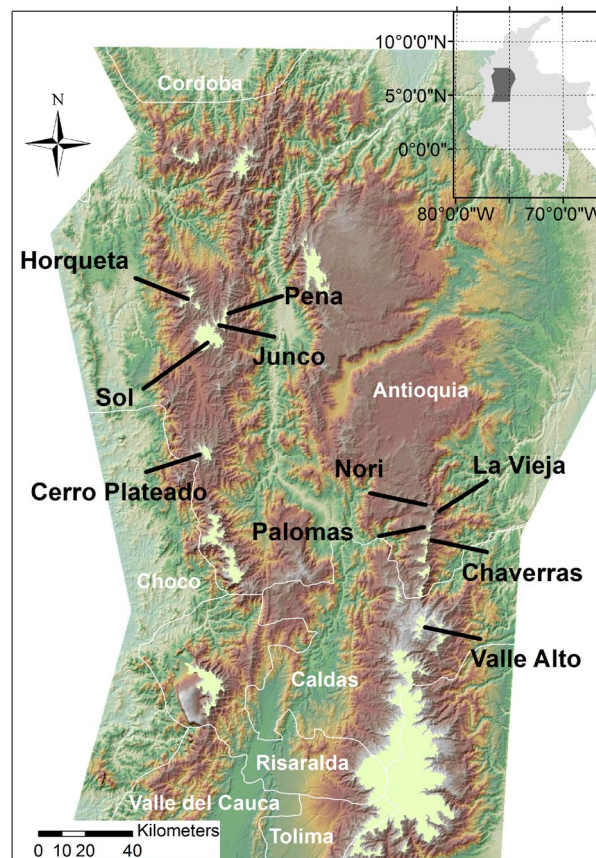 Cordoba
N
10°0'0"N
5°0'0"N
0°0'0"
80°0'0"W
70°0'0"W
Horqueta
Pena
Junco
Sol
Antioquia
Cerro Plateado
Nori
La Vieja
Palomas
Chaverras
Choco
Valle Alto
Caldas
Risaralda
Valle del Cauca
Tolima
Kilometers
0 10 20 40